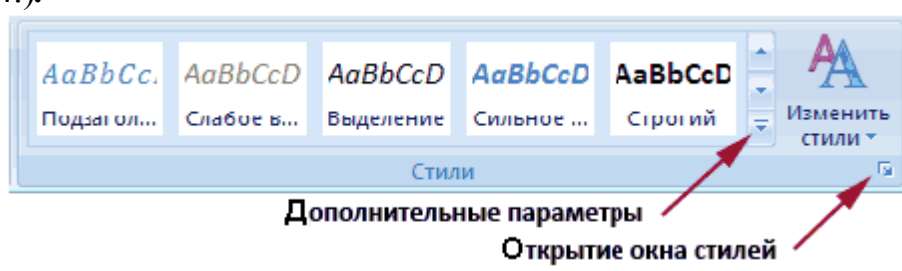 AaBbCc. AaBbCcD AaBbCcD AaBbCcD AaBbCcD
Подзагол... Слабое в... Выделение Сильное ... Строгий
Изменить
стили
Стили
Дополнительные параметры
Открытие окна стилей